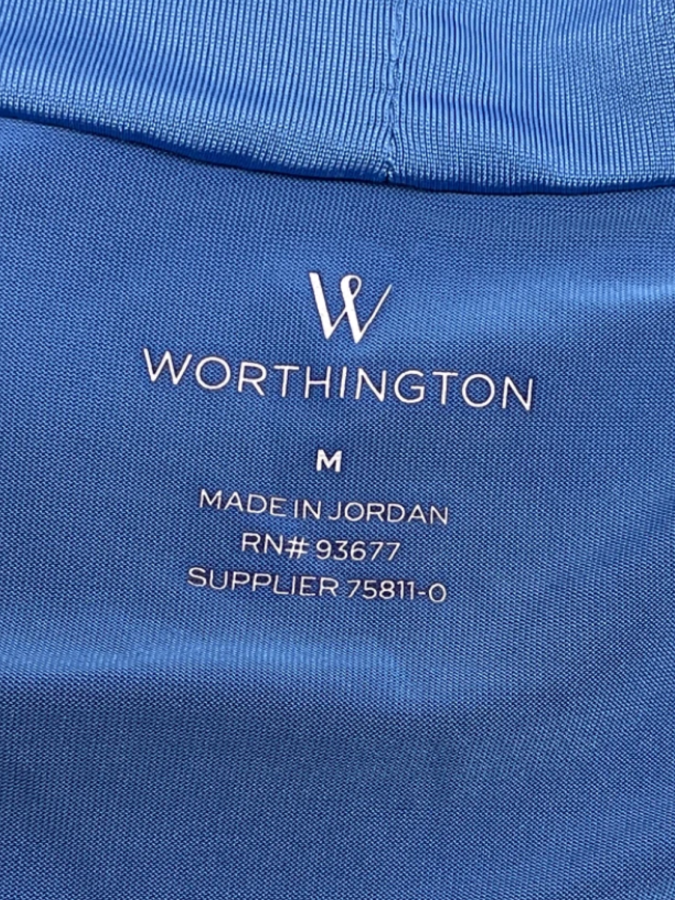 W
WORTHINGTON
M
MADE IN JORDAN
RN# 93677
SUPPLIER 75811-0